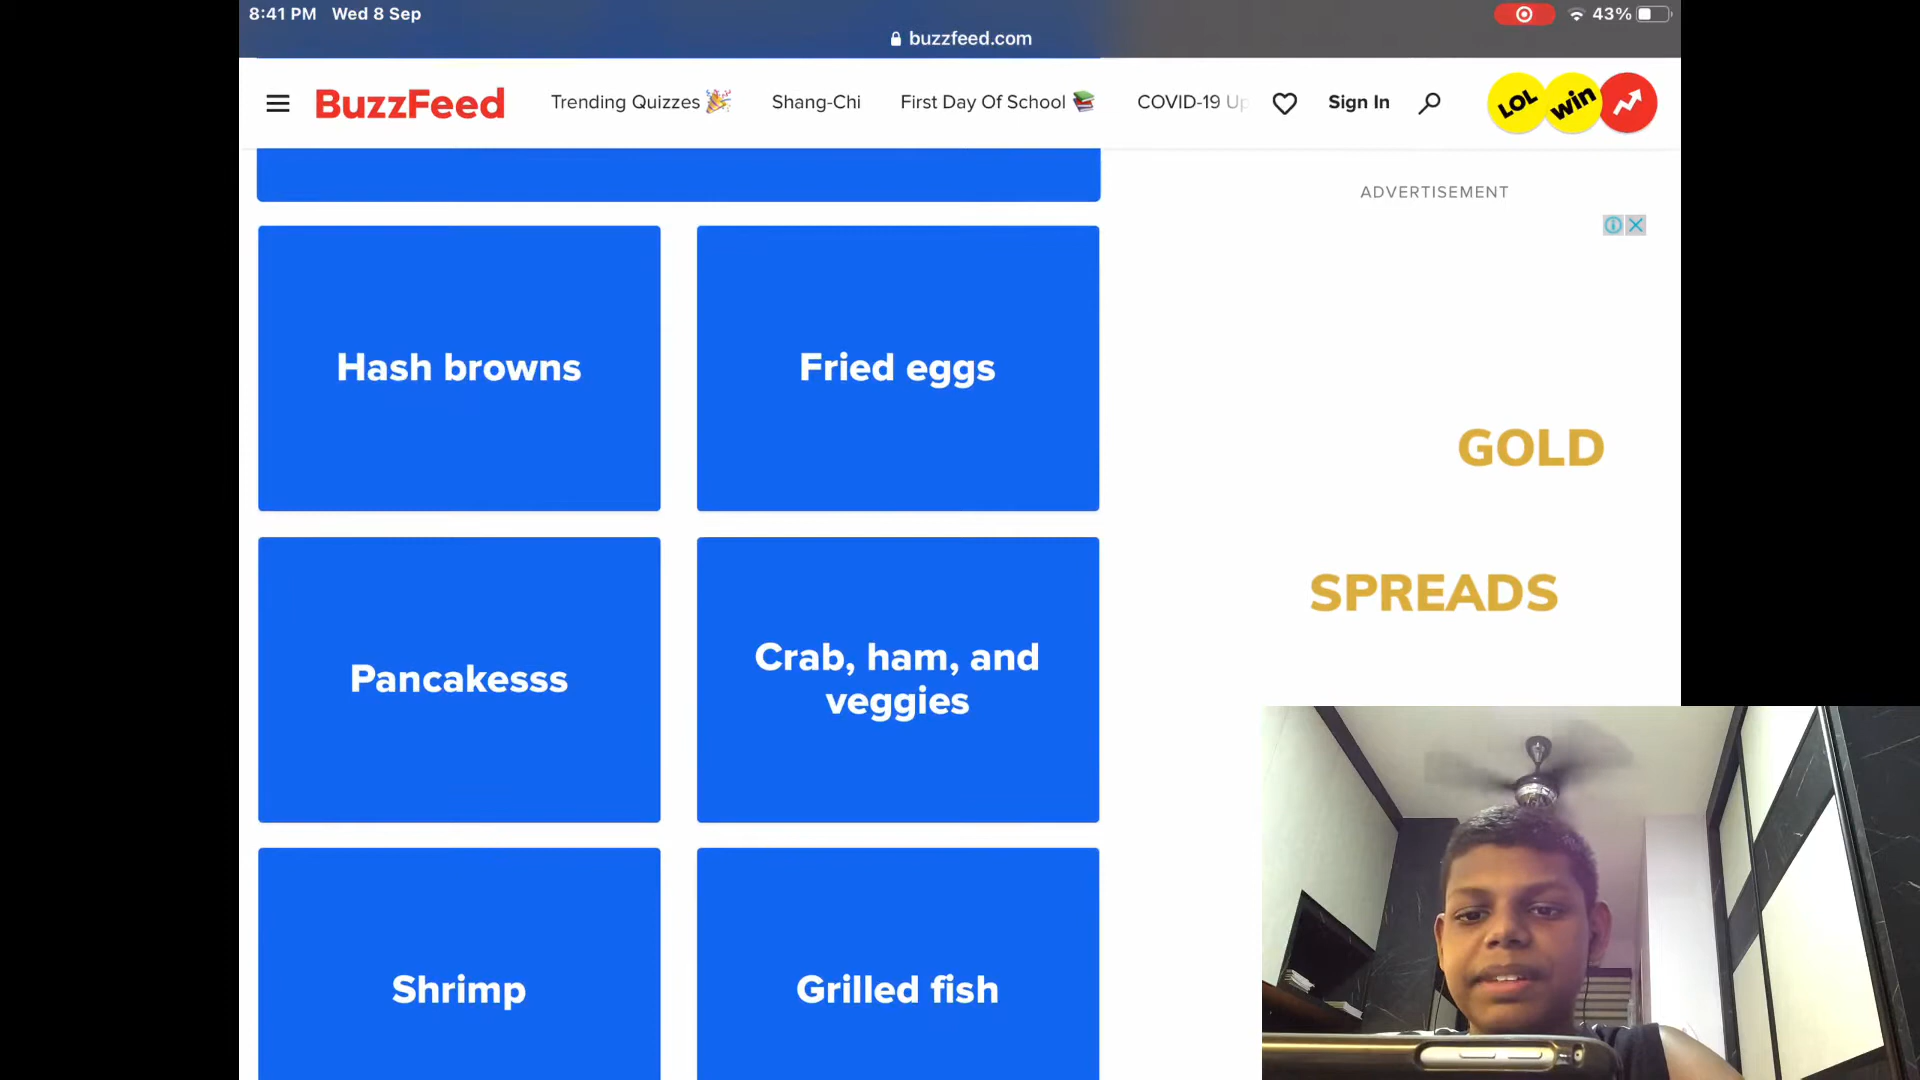 8:41 PM Wed 8 Sep
43%
buzzfeed.com
BuzzFeed
Trending Quizzes
Shang-Chi
First Day Of School
COVID-19 Up
Sign In
LOL
win
ADVERTISEMENT
Hash browns
Fried eggs
GOLD
SPREADS
Pancakesss
Crab, ham, and
veggies
Shrimp
Grilled fish